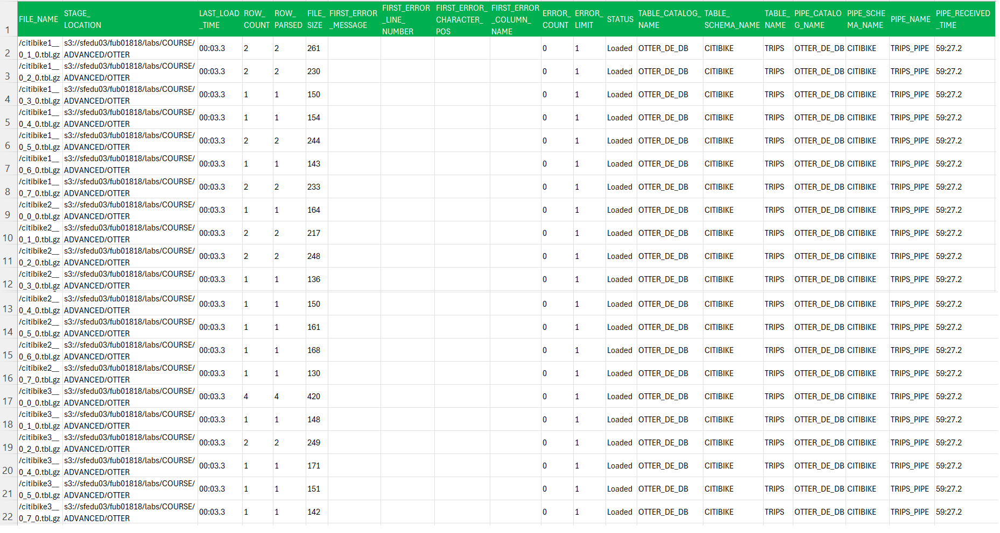 FILE_NAME STAGE_LOCATION LAST_LOAD_TIME ROW_COUNT ROW_PARSED FILE_SIZE FIRST_ERROR_MESSAGE FIRST_ERROR_LINE_NUMBER FIRST_ERROR_CHARACTER_POS FIRST_ERROR_COLUMN_NAME ERROR_COUNT ERROR_LIMIT STATUS TABLE_CATALOG_NAME TABLE_SCHEMA_NAME TABLE_NAME PIPE_CATALOG_NAME PIPE_SCHEMA_NAME PIPE_NAME PIPE_RECEIVED_TIME
1
2 /citibike1__0_1_0.tbl.gz s3://sfedu03/fub01818/labs/COURSE/ADVANCED/OTTER 00:03.3 2 2 261 0 1 Loaded OTTER_DE_DB CITIBIKE TRIPS OTTER_DE_DB CITIBIKE TRIPS_PIPE 59:27.2
3 /citibike1__0_2_0.tbl.gz s3://sfedu03/fub01818/labs/COURSE/ADVANCED/OTTER 00:03.3 2 2 230 0 1 Loaded OTTER_DE_DB CITIBIKE TRIPS OTTER_DE_DB CITIBIKE TRIPS_PIPE 59:27.2
4 /citibike1__0_3_0.tbl.gz s3://sfedu03/fub01818/labs/COURSE/ADVANCED/OTTER 00:03.3 1 1 150 0 1 Loaded OTTER_DE_DB CITIBIKE TRIPS OTTER_DE_DB CITIBIKE TRIPS_PIPE 59:27.2
5 /citibike1__0_4_0.tbl.gz s3://sfedu03/fub01818/labs/COURSE/ADVANCED/OTTER 00:03.3 1 1 154 0 1 Loaded OTTER_DE_DB CITIBIKE TRIPS OTTER_DE_DB CITIBIKE TRIPS_PIPE 59:27.2
6 /citibike1__0_5_0.tbl.gz s3://sfedu03/fub01818/labs/COURSE/ADVANCED/OTTER 00:03.3 2 2 244 0 1 Loaded OTTER_DE_DB CITIBIKE TRIPS OTTER_DE_DB CITIBIKE TRIPS_PIPE 59:27.2
7 /citibike1__0_6_0.tbl.gz s3://sfedu03/fub01818/labs/COURSE/ADVANCED/OTTER 00:03.3 1 1 143 0 1 Loaded OTTER_DE_DB CITIBIKE TRIPS OTTER_DE_DB CITIBIKE TRIPS_PIPE 59:27.2
8 /citibike1__0_7_0.tbl.gz s3://sfedu03/fub01818/labs/COURSE/ADVANCED/OTTER 00:03.3 2 2 233 0 1 Loaded OTTER_DE_DB CITIBIKE TRIPS OTTER_DE_DB CITIBIKE TRIPS_PIPE 59:27.2
9 /citibike2__0_0_0.tbl.gz s3://sfedu03/fub01818/labs/COURSE/ADVANCED/OTTER 00:03.3 1 1 164 0 1 Loaded OTTER_DE_DB CITIBIKE TRIPS OTTER_DE_DB CITIBIKE TRIPS_PIPE 59:27.2
10 /citibike2__0_1_0.tbl.gz s3://sfedu03/fub01818/labs/COURSE/ADVANCED/OTTER 00:03.3 2 2 217 0 1 Loaded OTTER_DE_DB CITIBIKE TRIPS OTTER_DE_DB CITIBIKE TRIPS_PIPE 59:27.2
11 /citibike2__0_2_0.tbl.gz s3://sfedu03/fub01818/labs/COURSE/ADVANCED/OTTER 00:03.3 2 2 248 0 1 Loaded OTTER_DE_DB CITIBIKE TRIPS OTTER_DE_DB CITIBIKE TRIPS_PIPE 59:27.2
12 /citibike2__0_3_0.tbl.gz s3://sfedu03/fub01818/labs/COURSE/ADVANCED/OTTER 00:03.3 1 1 136 0 1 Loaded OTTER_DE_DB CITIBIKE TRIPS OTTER_DE_DB CITIBIKE TRIPS_PIPE 59:27.2
13 /citibike2__0_4_0.tbl.gz s3://sfedu03/fub01818/labs/COURSE/ADVANCED/OTTER 00:03.3 1 1 150 0 1 Loaded OTTER_DE_DB CITIBIKE TRIPS OTTER_DE_DB CITIBIKE TRIPS_PIPE 59:27.2
14 /citibike2__0_5_0.tbl.gz s3://sfedu03/fub01818/labs/COURSE/ADVANCED/OTTER 00:03.3 1 1 161 0 1 Loaded OTTER_DE_DB CITIBIKE TRIPS OTTER_DE_DB CITIBIKE TRIPS_PIPE 59:27.2
15 /citibike2__0_6_0.tbl.gz s3://sfedu03/fub01818/labs/COURSE/ADVANCED/OTTER 00:03.3 1 1 168 0 1 Loaded OTTER_DE_DB CITIBIKE TRIPS OTTER_DE_DB CITIBIKE TRIPS_PIPE 59:27.2
16 /citibike2__0_7_0.tbl.gz s3://sfedu03/fub01818/labs/COURSE/ADVANCED/OTTER 00:03.3 1 1 130 0 1 Loaded OTTER_DE_DB CITIBIKE TRIPS OTTER_DE_DB CITIBIKE TRIPS_PIPE 59:27.2
17 /citibike3__0_0_0.tbl.gz s3://sfedu03/fub01818/labs/COURSE/ADVANCED/OTTER 00:03.3 4 4 420 0 1 Loaded OTTER_DE_DB CITIBIKE TRIPS OTTER_DE_DB CITIBIKE TRIPS_PIPE 59:27.2
18 /citibike3__0_1_0.tbl.gz s3://sfedu03/fub01818/labs/COURSE/ADVANCED/OTTER 00:03.3 1 1 148 0 1 Loaded OTTER_DE_DB CITIBIKE TRIPS OTTER_DE_DB CITIBIKE TRIPS_PIPE 59:27.2
19 /citibike3__0_2_0.tbl.gz s3://sfedu03/fub01818/labs/COURSE/ADVANCED/OTTER 00:03.3 2 2 249 0 1 Loaded OTTER_DE_DB CITIBIKE TRIPS OTTER_DE_DB CITIBIKE TRIPS_PIPE 59:27.2
20 /citibike3__0_4_0.tbl.gz s3://sfedu03/fub01818/labs/COURSE/ADVANCED/OTTER 00:03.3 1 1 171 0 1 Loaded OTTER_DE_DB CITIBIKE TRIPS OTTER_DE_DB CITIBIKE TRIPS_PIPE 59:27.2
21 /citibike3__0_5_0.tbl.gz s3://sfedu03/fub01818/labs/COURSE/ADVANCED/OTTER 00:03.3 1 1 151 0 1 Loaded OTTER_DE_DB CITIBIKE TRIPS OTTER_DE_DB CITIBIKE TRIPS_PIPE 59:27.2
22 /citibike3__0_7_0.tbl.gz s3://sfedu03/fub01818/labs/COURSE/ADVANCED/OTTER 00:03.3 1 1 142 0 1 Loaded OTTER_DE_DB CITIBIKE TRIPS OTTER_DE_DB CITIBIKE TRIPS_PIPE 59:27.2